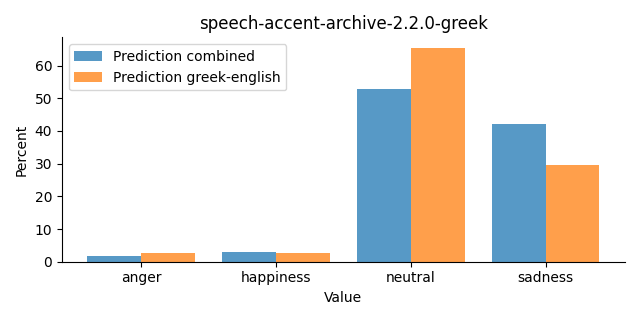 speech-accent-archive-2.2.0-greek
Prediction combined
Prediction greek-english
Percent
60
50
40
30
20
10
0
anger happiness neutral sadness
Value